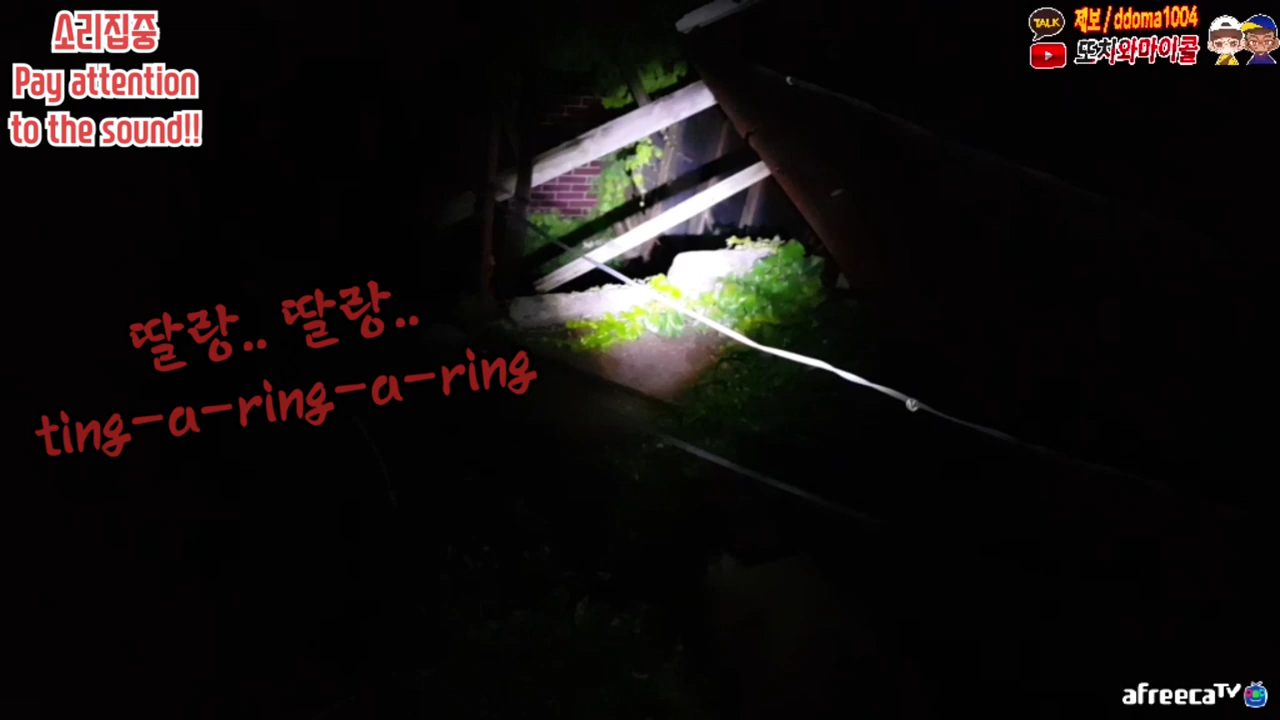 소리집중
Pay attention
to the sound!!
TALK
제보 / ddoma1004
또치와마이콜
딸랑.. 딸랑..
ting-a-ring-a-ring
afreecaTV